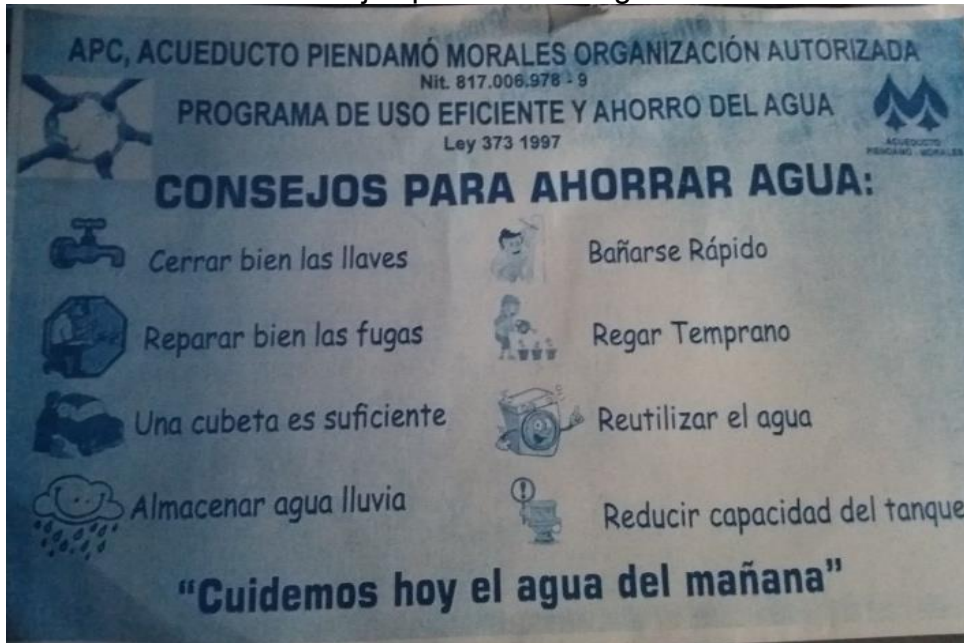 APC, ACUEDUCTO PIENDAMÓ MORALES ORGANIZACIÓN AUTORIZADA
Nit. 817.006.978 - 9
PROGRAMA DE USO EFICIENTE Y AHORRO DEL AGUA
Ley 373 1997
ACUEDUCTO
PIENDAMO - MORALES
CONSEJOS PARA AHORRAR AGUA:
Cerrar bien las llaves
Reparar bien las fugas
Una cubeta es suficiente
Almacenar agua lluvia
Bañarse Rápido
Regar Temprano
Reutilizar el agua
Reducir capacidad del tanque
"Cuidemos hoy el agua del mañana"